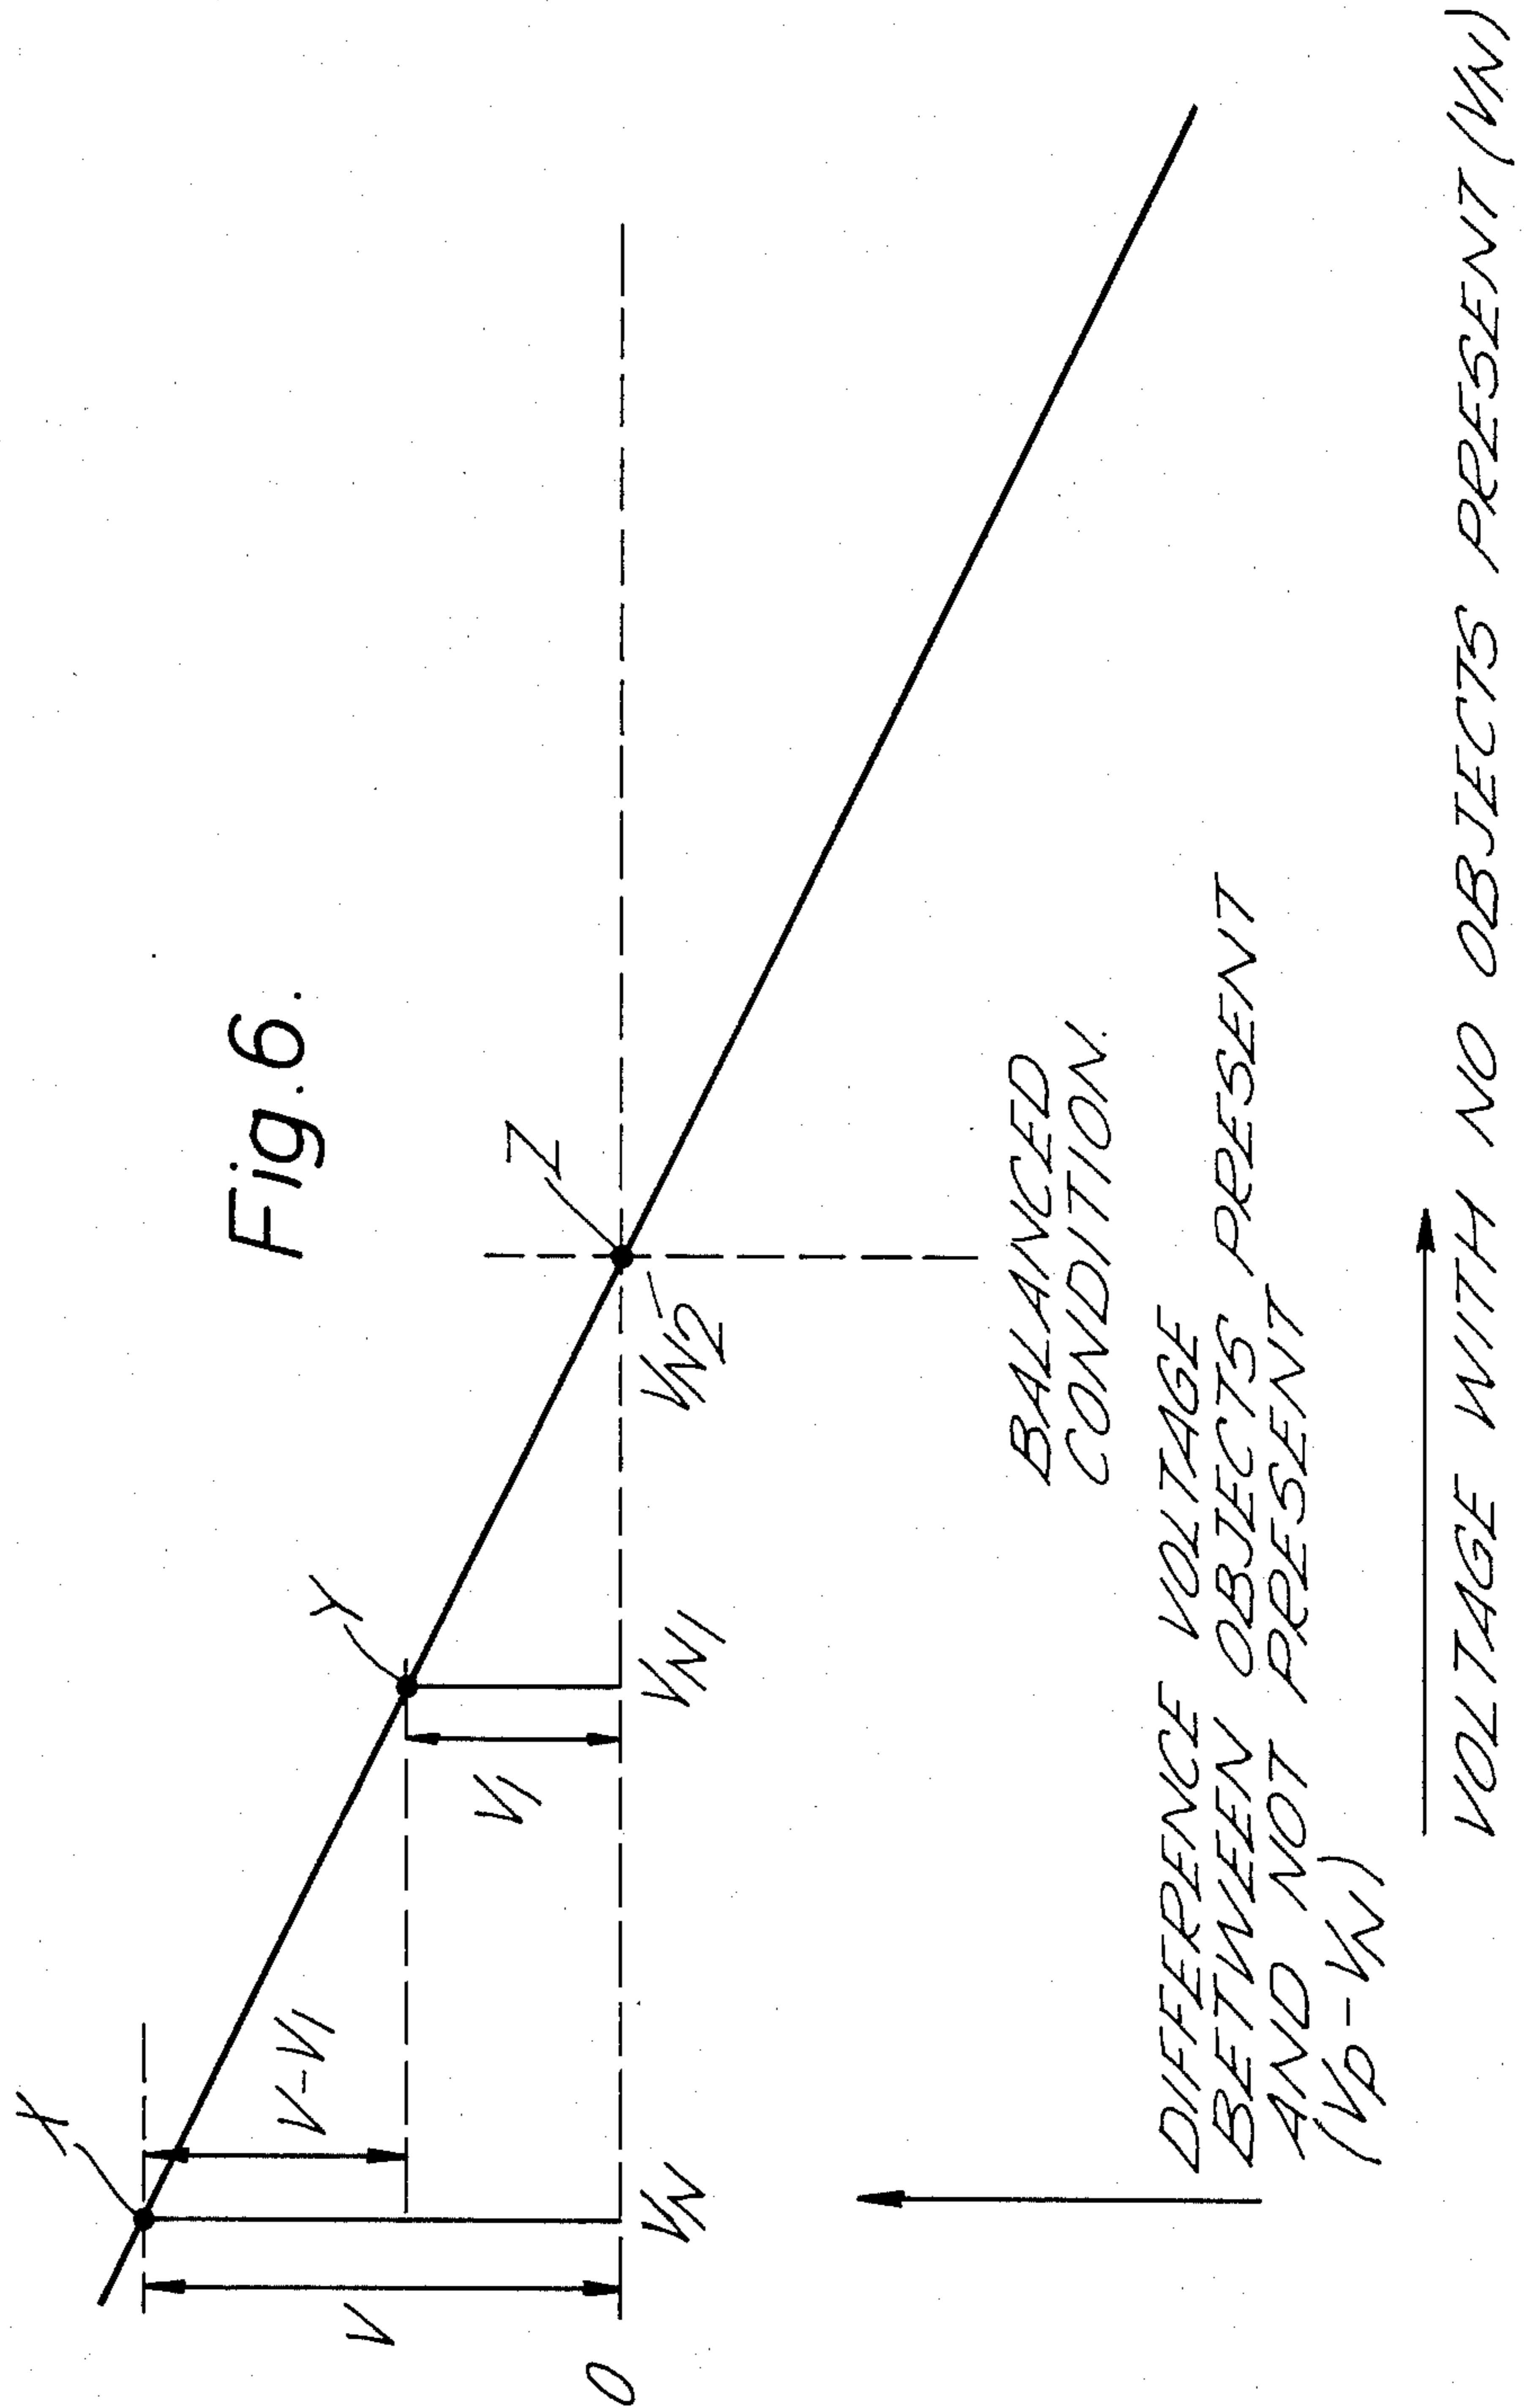 Fig.6.
X
Y
Z
V
V-V1
V1
O
VN
VN1
VN2
BALANCED
CONDITION.
DIFFERENCE VOLTAGE
BETWEEN OBJECTS PRESENT
AND NOT PRESENT
(VP-VN)
VOLTAGE WITH NO OBJECTS PRESENT (VN)